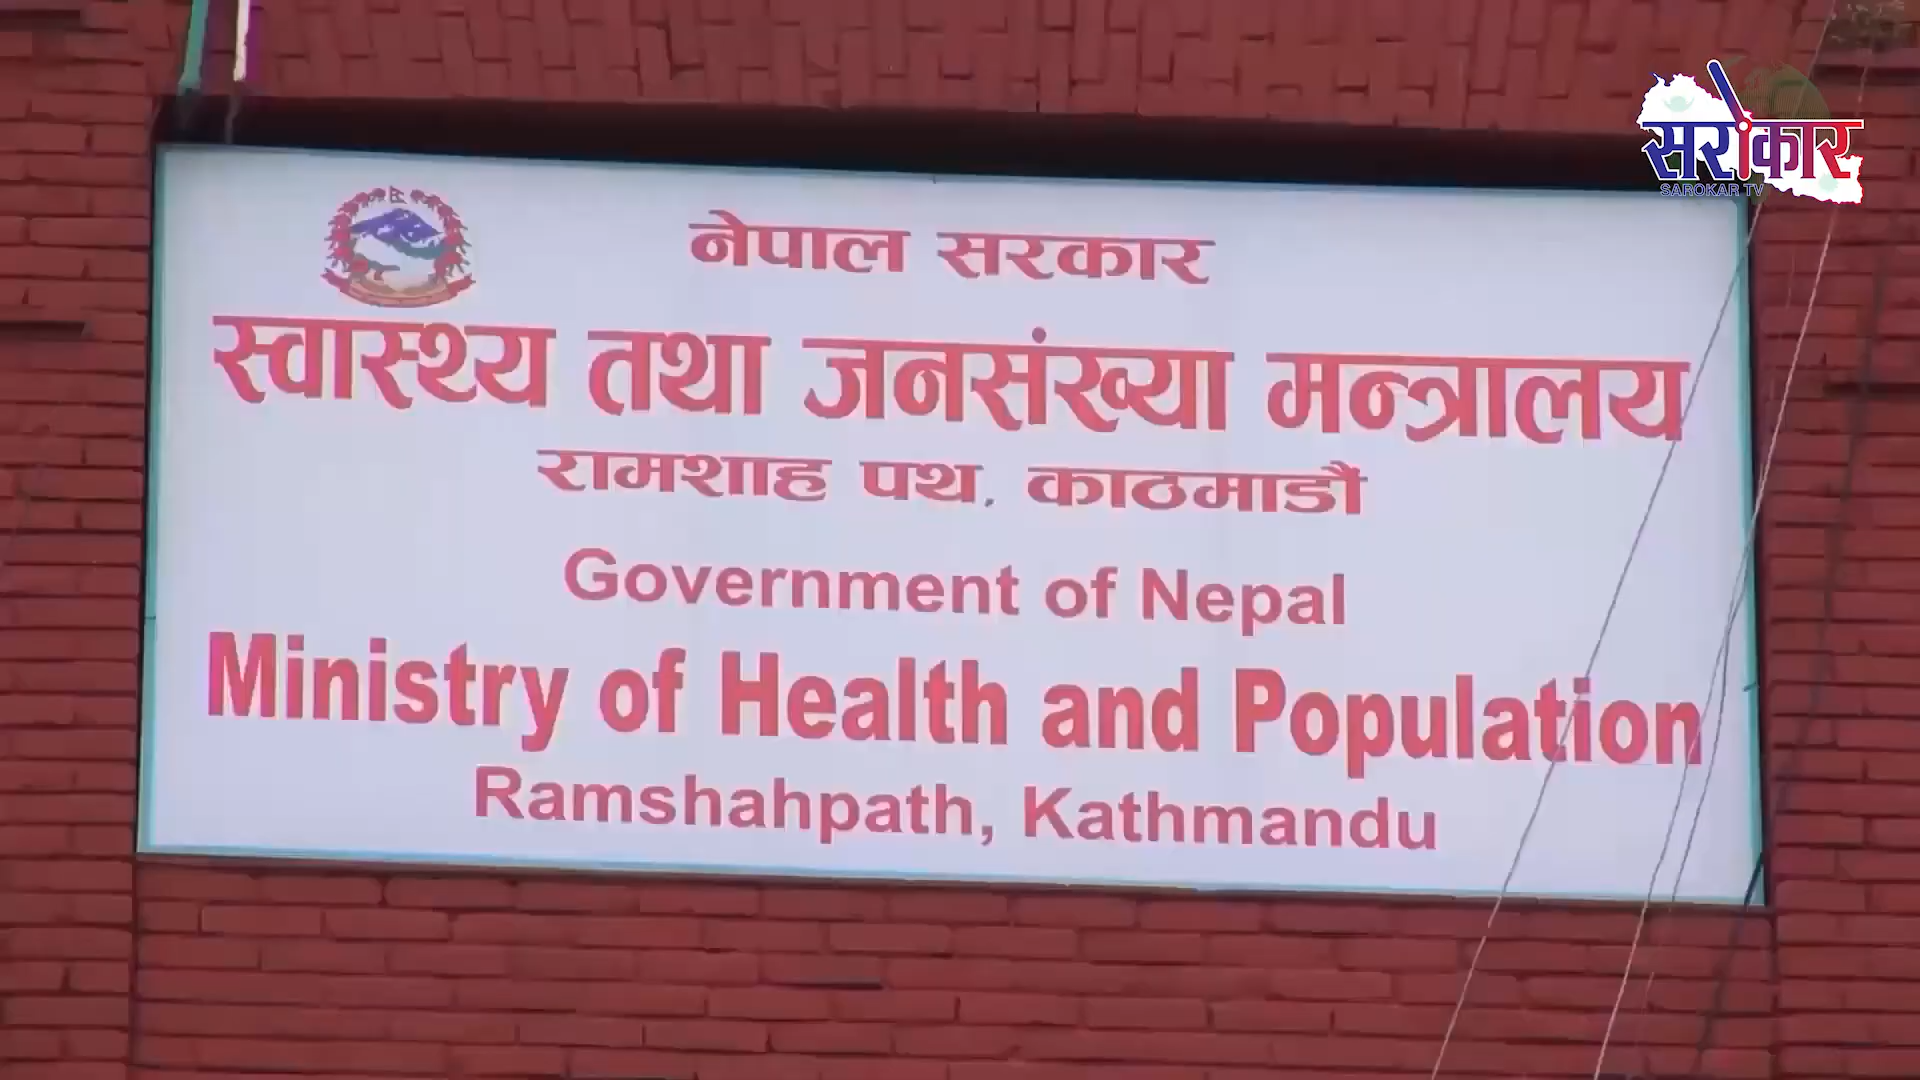 सरोकार
SAROKAR TV
नेपाल सरकार
स्वास्थ्य तथा जनसंख्या मन्त्रालय
रामशाह पथ, काठमाडौं
Government of Nepal
Ministry of Health and Population
Ramshahpath, Kathmandu